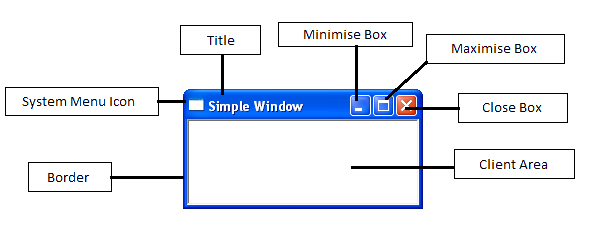 Title
Minimise Box
Maximise Box
System Menu Icon
Simple Window
Close Box
Border
Client Area